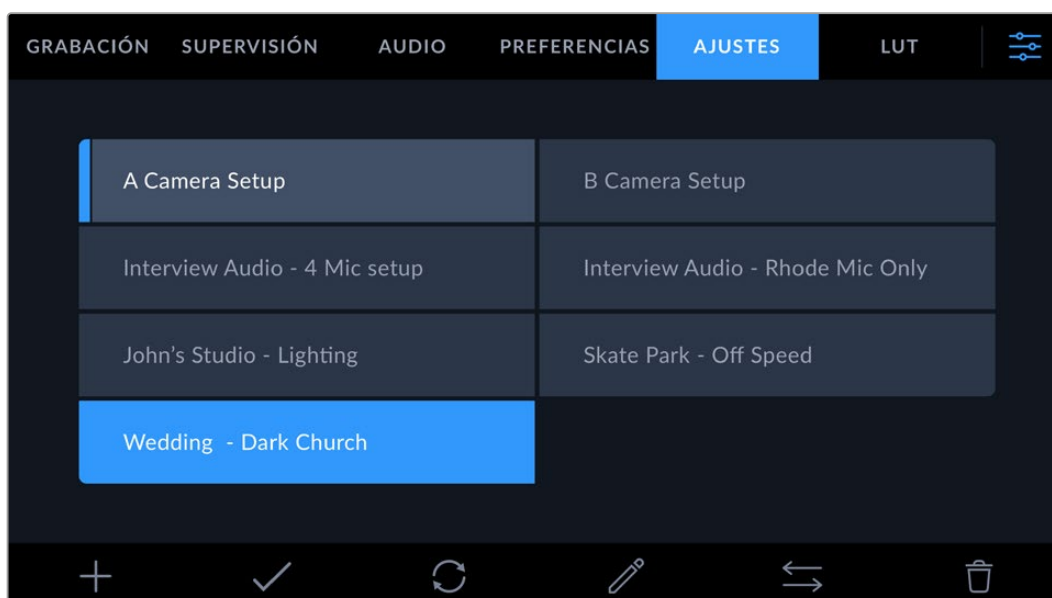 GRABACIÓN SUPERVISIÓN AUDIO PREFERENCIAS AJUSTES LUT
A Camera Setup B Camera Setup
Interview Audio - 4 Mic setup Interview Audio - Rhode Mic Only
John’s Studio - Lighting Skate Park - Off Speed
Wedding - Dark Church